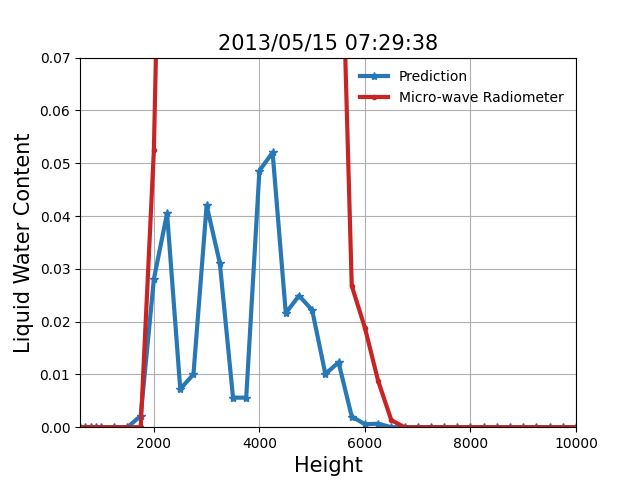 2013/05/15 07:29:38
0.07
0.06
0.05
0.04
0.03
0.02
0.01
0.00
Liquid Water Content
Prediction
Micro-wave Radiometer
2000 4000 6000 8000 10000
Height